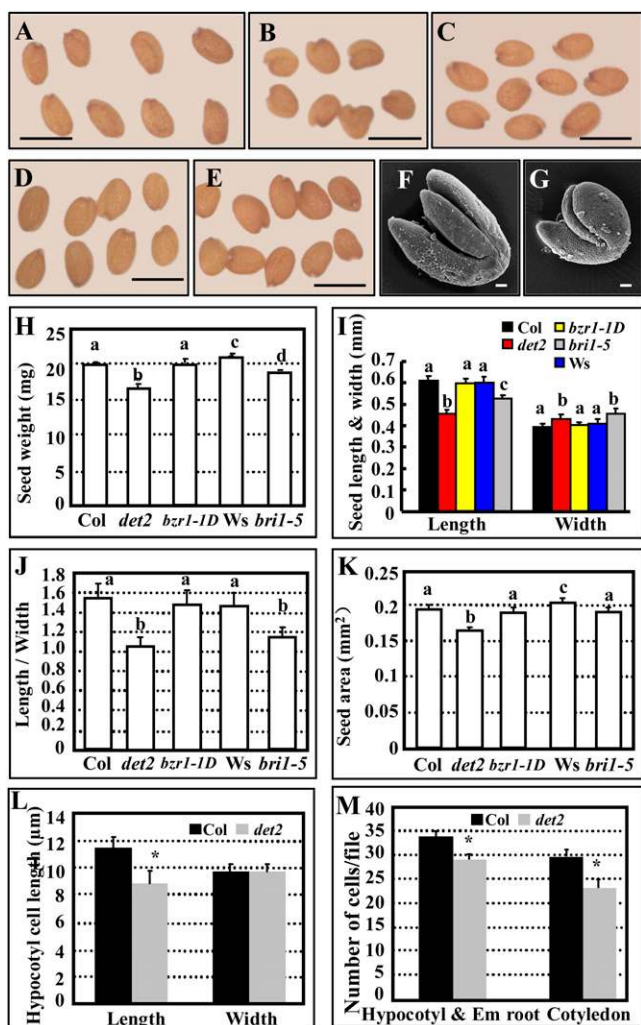 A
B
C
D
E
F
G
H
Seed weight (mg)
25
20
15
10
5
0
a
b
a
c
d
Col det2 bzr1-1D Ws bri1-5
I
Col bzr1-1D
det2 bri1-5
Ws
Seed length & width (mm)
0.7
0.6
0.5
0.4
0.3
0.2
0.1
0
a
b
a
a
c
a
b
a
a
b
Length Width
J
Length / Width
1.8
1.6
1.4
1.2
1.0
0.8
0.6
0.4
0.2
0
a
b
a
a
b
Col det2 bzr1-1D Ws bri1-5
K
Seed area (mm²)
0.25
0.2
0.15
0.1
0.05
0
a
b
a
c
a
Col det2 bzr1-1D Ws bri1-5
L
Col det2
Hypocotyl cell length (μm)
14
12
10
8
6
4
2
0
*
Length Width
M
Col det2
Number of cells/file
40
35
30
25
20
15
10
5
0
*
*
Hypocotyl & Em root Cotyledon